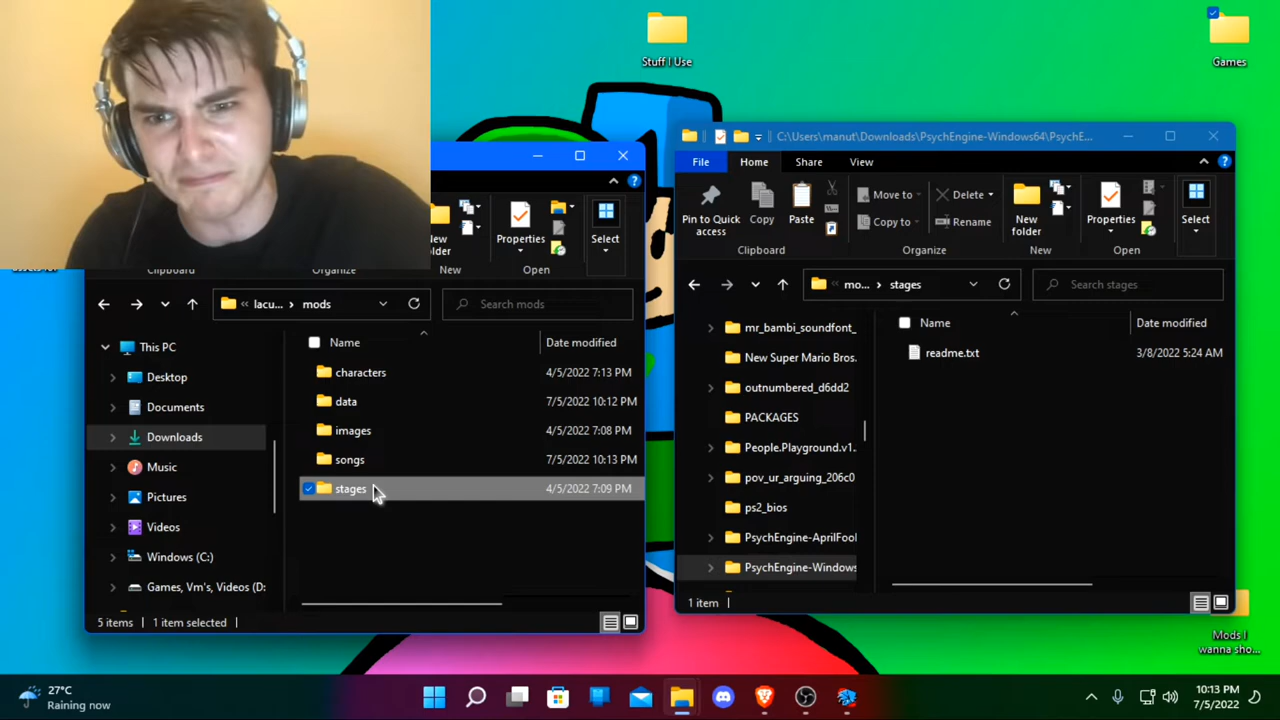 Stuff I Use
Games
C:\Users\manut\Downloads\PsychEngine-Windows64\PsychE...
File
Home
Share
View
Pin to Quick access
Copy
Paste
Move to
Copy to
Delete
Rename
New folder
Properties
Open
Select
Clipboard
Organize
New
Open
Properties
Select
Clipboard
Organize
New
Open
« lacu... › mods
Search mods
« mo... › stages
Search stages
This PC
Desktop
Documents
Downloads
Music
Pictures
Videos
Windows (C:)
Games, Vm's, Videos (D:
Name
Date modified
characters
4/5/2022 7:13 PM
data
7/5/2022 10:12 PM
images
4/5/2022 7:08 PM
songs
7/5/2022 10:13 PM
stages
4/5/2022 7:09 PM
5 items
1 item selected
mr_bambi_soundfont_
New Super Mario Bros.
outnumbered_d6dd2
PACKAGES
People.Playground.v1.
pov_ur_arguing_206c0
ps2_bios
PsychEngine-AprilFool
PsychEngine-Windows
Name
Date modified
readme.txt
3/8/2022 5:24 AM
1 item
Mods I wanna sho...
27°C
Raining now
10:13 PM
7/5/2022